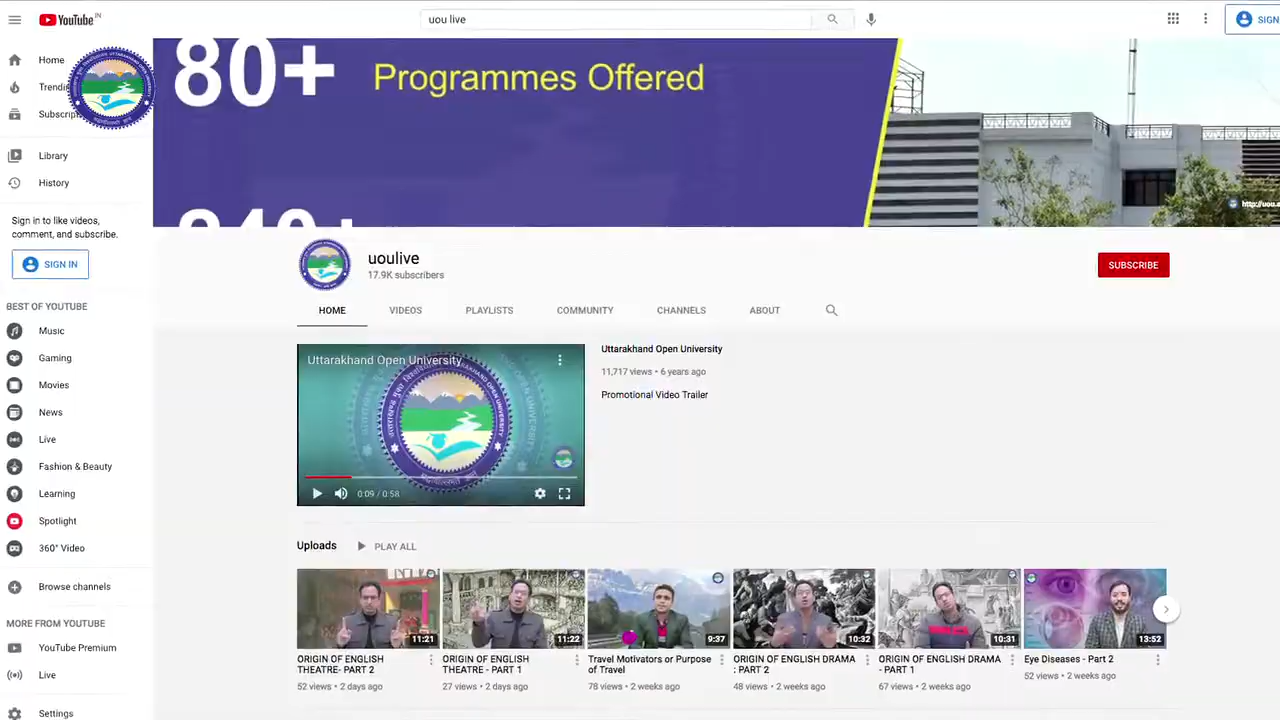 YouTube IN
uou live
SIGN
Home
Trendi
Subscrip
Library
History
Sign in to like videos,
comment, and subscribe.
SIGN IN
BEST OF YOUTUBE
Music
Gaming
Movies
News
Live
Fashion & Beauty
Learning
Spotlight
360° Video
Browse channels
MORE FROM YOUTUBE
YouTube Premium
Live
Settings
80+
Programmes Offered
uoulive
17.9K subscribers
SUBSCRIBE
HOME
VIDEOS
PLAYLISTS
COMMUNITY
CHANNELS
ABOUT
Uttarakhand Open University
0:09 / 0:58
Uttarakhand Open University
11,717 views • 6 years ago
Promotional Video Trailer
Uploads
PLAY ALL
11:21
ORIGIN OF ENGLISH
THEATRE- PART 2
52 views • 2 days ago
11:22
ORIGIN OF ENGLISH
THEATRE - PART 1
27 views • 2 days ago
9:37
Travel Motivators or Purpose
of Travel
78 views • 2 weeks ago
10:32
ORIGIN OF ENGLISH DRAMA
: PART 2
48 views • 2 weeks ago
10:31
ORIGIN OF ENGLISH DRAMA
- PART 1
67 views • 2 weeks ago
13:52
Eye Diseases - Part 2
52 views • 2 weeks ago